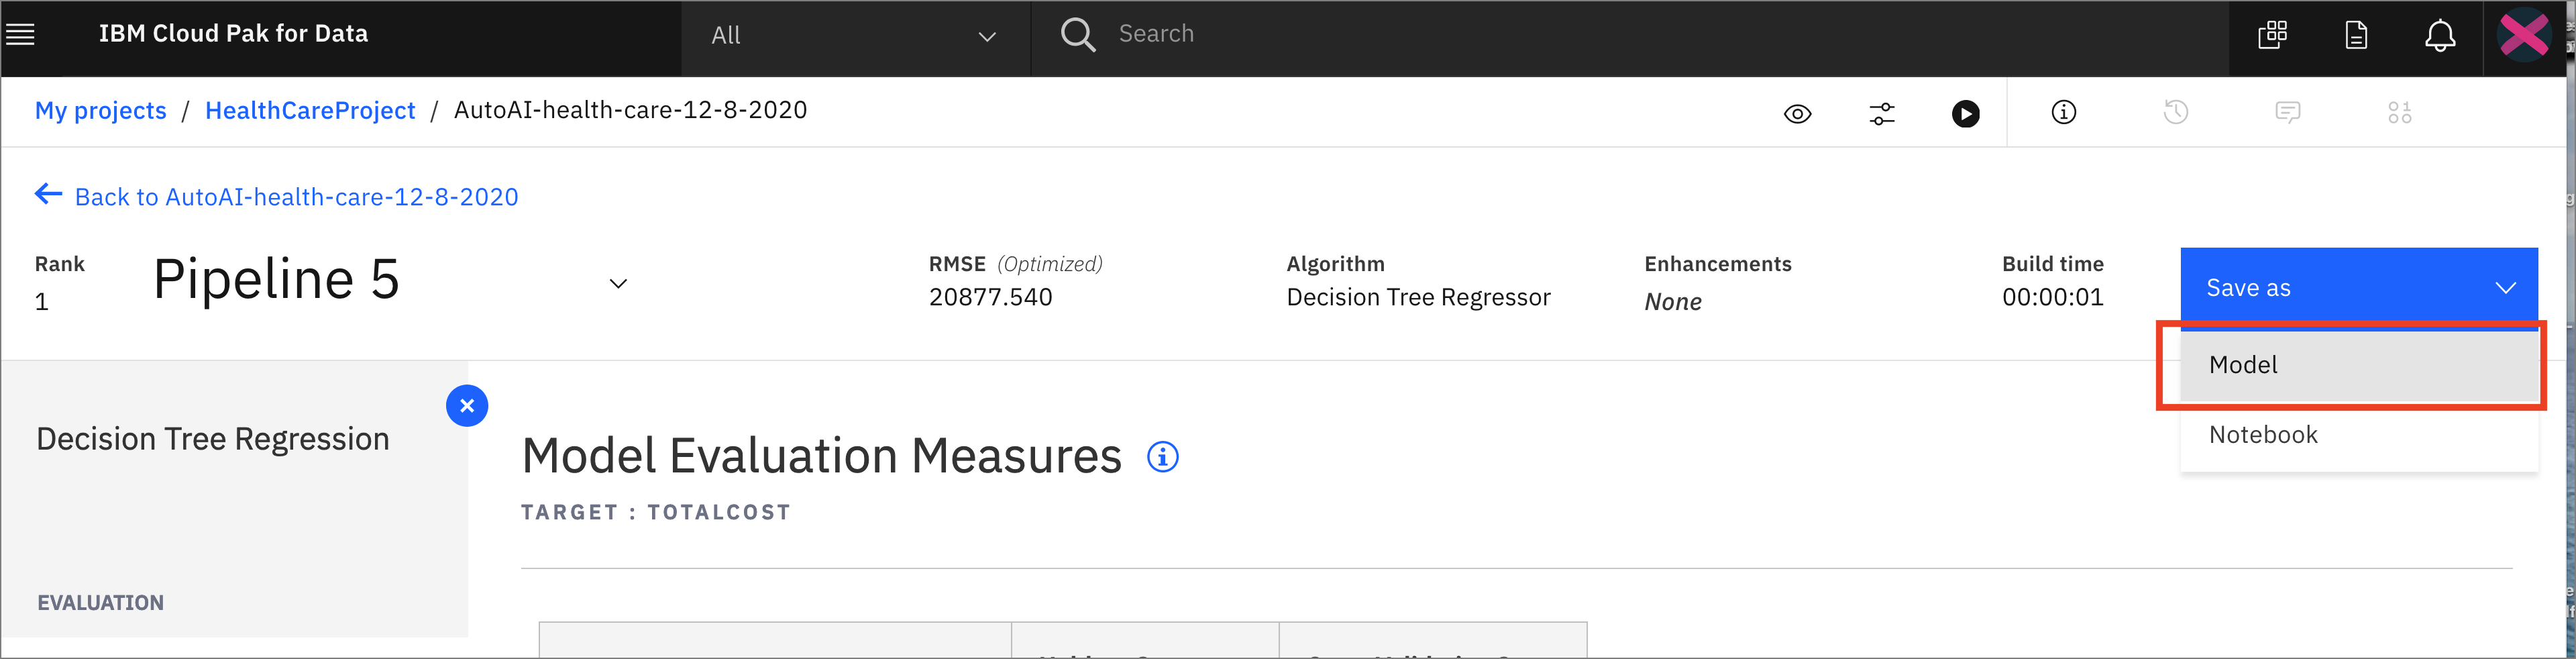 IBM Cloud Pak for Data
All
Search
My projects / HealthCareProject / AutoAI-health-care-12-8-2020
Back to AutoAI-health-care-12-8-2020
Rank
1
Pipeline 5
RMSE (Optimized)
20877.540
Algorithm
Decision Tree Regressor
Enhancements
None
Build time
00:00:01
Save as
Model
Notebook
Decision Tree Regression
EVALUATION
Model Evaluation Measures
TARGET : TOTALCOST